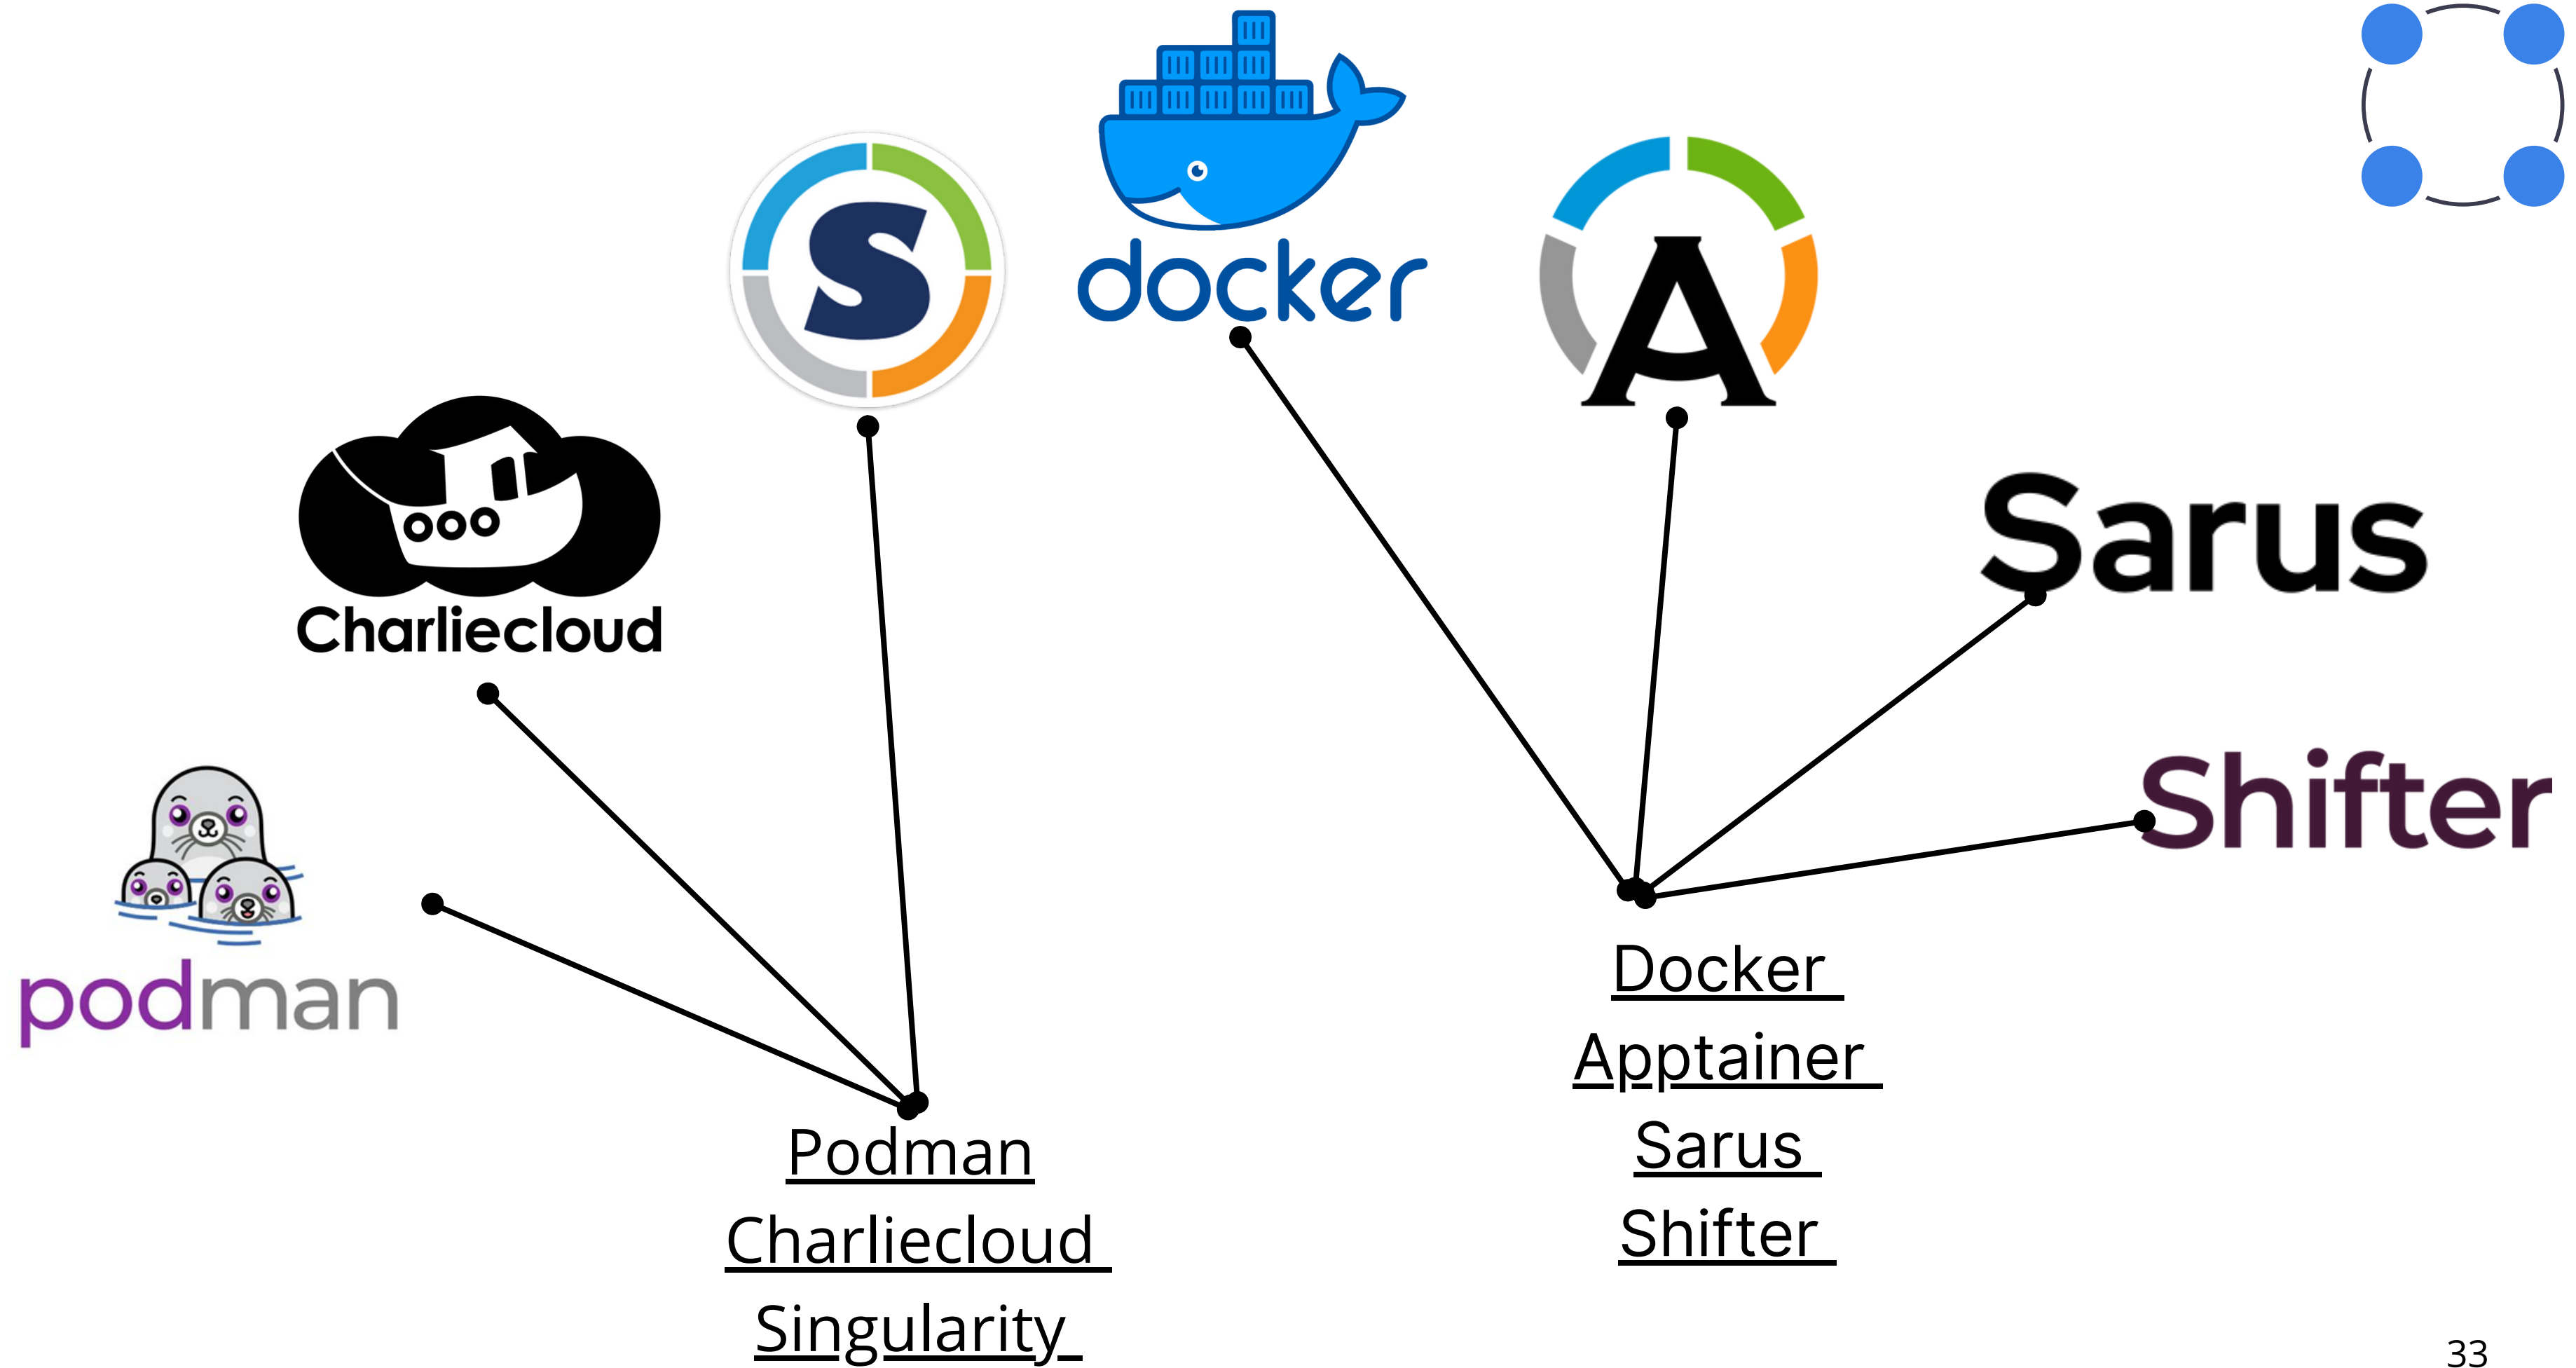 docker
S
A
Charliecloud
Sarus
Shifter
podman
Podman
Charliecloud
Singularity
Docker
Apptainer
Sarus
Shifter
33